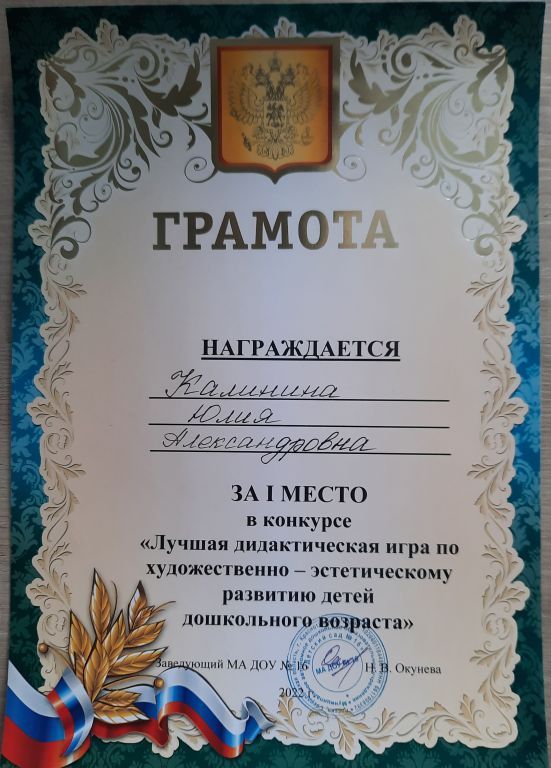 ГРАМОТА
НАГРАЖДАЕТСЯ
Калинина
Юлия
Александровна
ЗА I МЕСТО
в конкурсе
«Лучшая дидактическая игра по
художественно – эстетическому
развитию детей
дошкольного возраста»
Заведующий МА ДОУ № 16 Н. В. Окунева
2022 г.